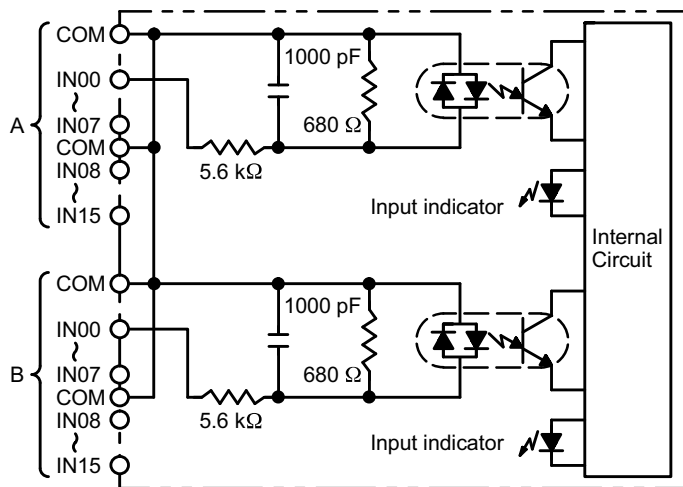 COM
1000 pF
IN00
A
IN07
680 Ω
COM
IN08
5.6 kΩ
IN15
Input indicator
Internal
Circuit
COM
1000 pF
IN00
B
IN07
680 Ω
COM
IN08
5.6 kΩ
IN15
Input indicator